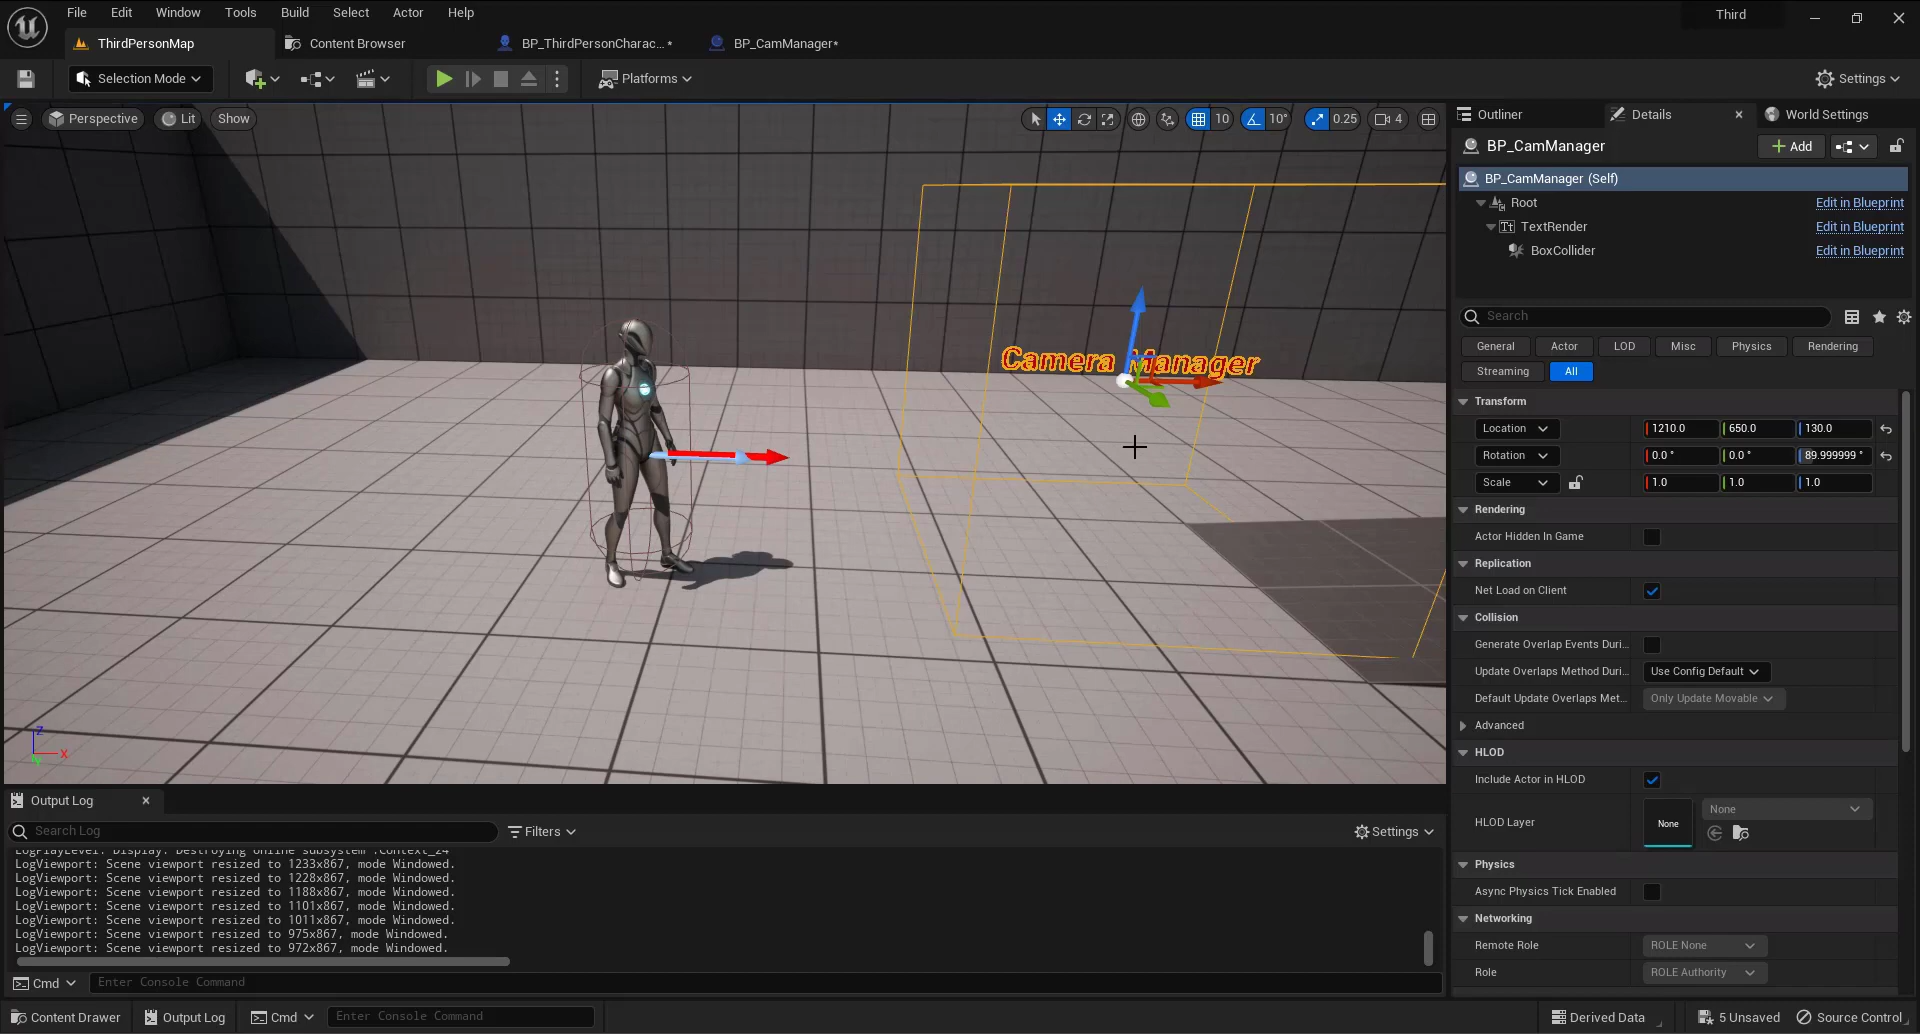 File Edit Window Tools Build Select Actor Help Third
ThirdPersonMap Content Browser BP_ThirdPersonCharac... * BP_CamManager*
Selection Mode Platforms Settings
Perspective Lit Show 10 10° 0.25 4
Outliner Details World Settings
BP_CamManager Add
BP_CamManager (Self)
Root Edit in Blueprint
TextRender Edit in Blueprint
BoxCollider Edit in Blueprint
Search
General Actor LOD Misc Physics Rendering
Streaming All
Transform
Location 1210.0 650.0 130.0
Rotation 0.0 ° 0.0 ° 89.999999 °
Scale 1.0 1.0 1.0
Rendering
Actor Hidden In Game
Replication
Net Load on Client
Collision
Generate Overlap Events Duri...
Update Overlaps Method Duri... Use Config Default
Default Update Overlaps Met... Only Update Movable
Advanced
HLOD
Include Actor in HLOD
HLOD Layer None None
Physics
Async Physics Tick Enabled
Networking
Remote Role ROLE None
Role ROLE Authority
Camera Manager
Z
X
Y
Output Log
Search Log Filters Settings
LogPlayLevel: Display: Destroying online subsystem :Context_24
LogViewport: Scene viewport resized to 1233x867, mode Windowed.
LogViewport: Scene viewport resized to 1228x867, mode Windowed.
LogViewport: Scene viewport resized to 1188x867, mode Windowed.
LogViewport: Scene viewport resized to 1101x867, mode Windowed.
LogViewport: Scene viewport resized to 1011x867, mode Windowed.
LogViewport: Scene viewport resized to 975x867, mode Windowed.
LogViewport: Scene viewport resized to 972x867, mode Windowed.
Cmd Enter Console Command
Content Drawer Output Log Cmd Enter Console Command Derived Data 5 Unsaved Source Control